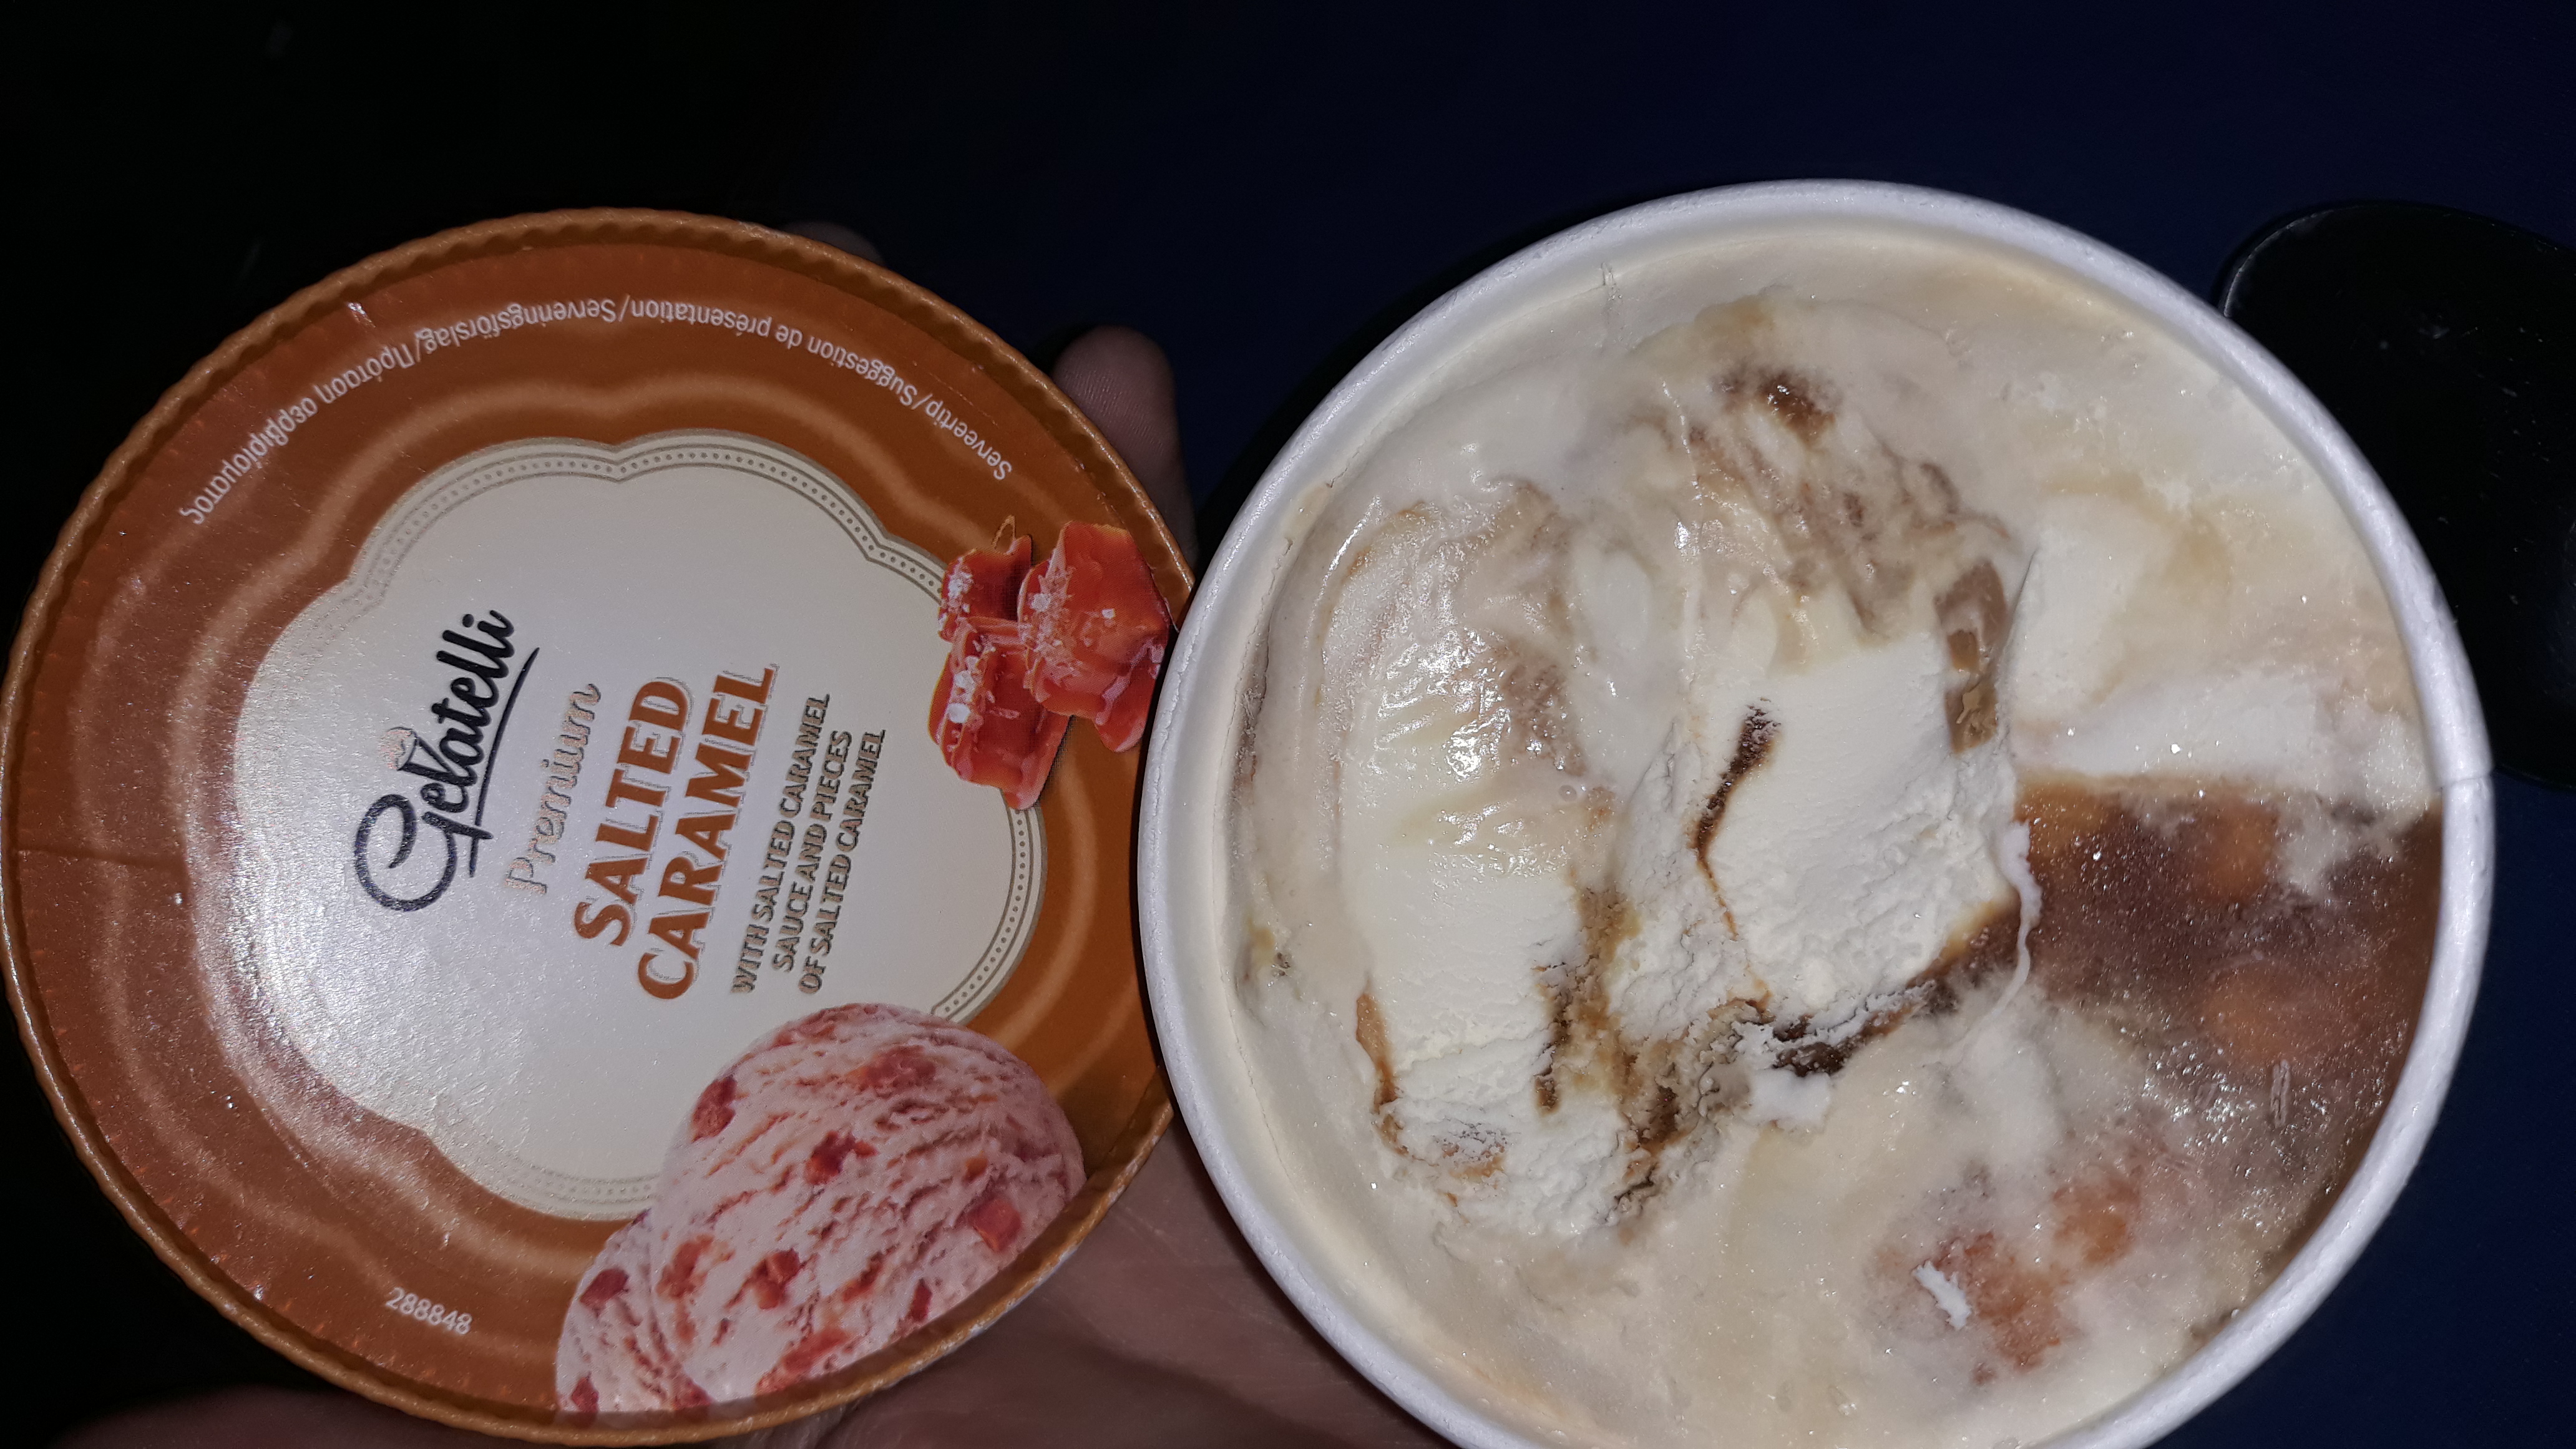 Gelatelli
Premium
SALTED
CARAMEL
WITH SALTED CARAMEL
SAUCE AND PIECES
OF SALTED CARAMEL
Serveertip/Suggestion de présentation/Serveringsförslag/Πρόταση σερβιρίσματος
288848